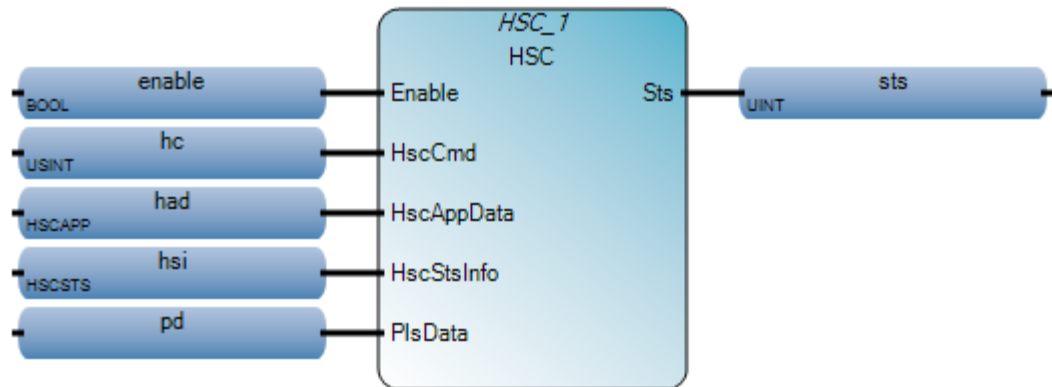 HSC_1
HSC
enable
BOOL
Enable
Sts
sts
UINT
hc
USINT
HscCmd
had
HSCAPP
HscAppData
hsi
HSCSTS
HscStsInfo
pd
PlsData